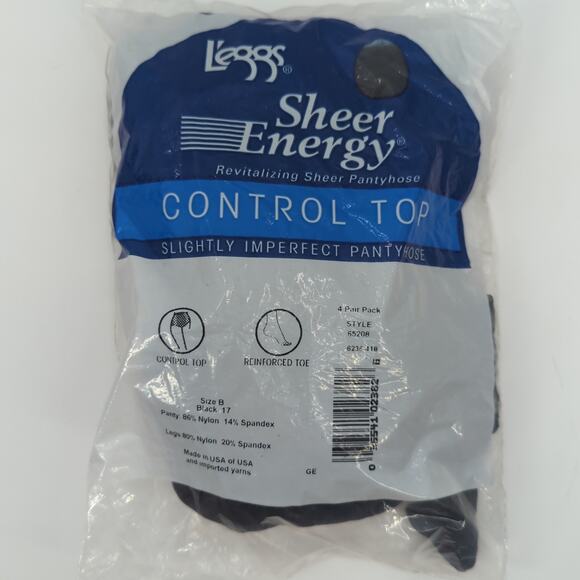 L'eggs®
Sheer
Energy®
Revitalizing Sheer Pantyhose
CONTROL TOP
SLIGHTLY IMPERFECT PANTYHOSE
4 Pair Pack
STYLE
65208
CONTROL TOP
REINFORCED TOE
Size B
Black 17
Panty: 86% Nylon 14% Spandex
Legs 80% Nylon 20% Spandex
Made in USA of USA
and imported yarns
GE